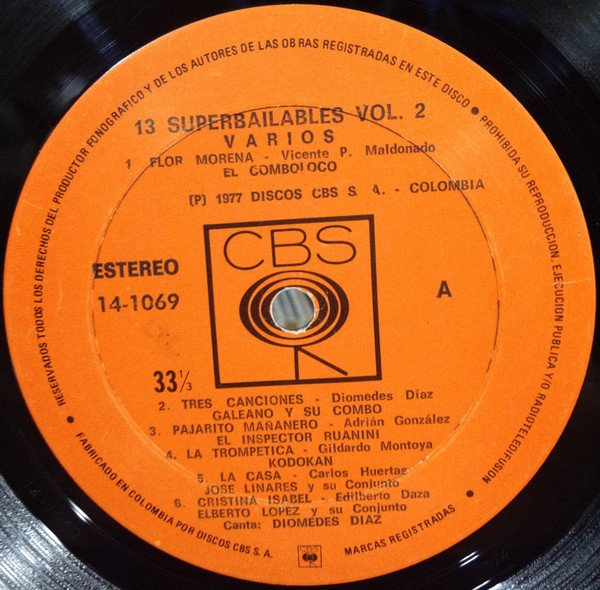 RESERVADOS TODOS LOS DERECHOS DEL PRODUCTOR FONOGRAFICO Y DE LOS AUTORES DE LAS OBRAS REGISTRADAS EN ESTE DISCO • PROHIBIDA SU REPRODUCCION, EJECUCION PUBLICA Y/O RADIOTELEDIFUSION
13 SUPERBAILABLES VOL. 2
VARIOS
1 FLOR MORENA - Vicente P. Maldonado
EL COMBOLOCO
(P) 1977 DISCOS CBS S. A. - COLOMBIA
CBS
ESTEREO
14-1069
A
33 1/3
2. TRES CANCIONES - Diomedes Díaz
GALEANO Y SU COMBO
3. PAJARITO MAÑANERO - Adrián González
EL INSPECTOR RUANINI
4. LA TROMPETICA - Gildardo Montoya
KODOKAN
5. LA CASA - Carlos Huertas
JOSE LINARES y su Conjunto
6. CRISTINA ISABEL - Edilberto Daza
ELBERTO LOPEZ y su Conjunto
Canta: DIOMEDES DIAZ
• FABRICADO EN COLOMBIA POR DISCOS CBS S. A.
CBS
MARCAS REGISTRADAS •